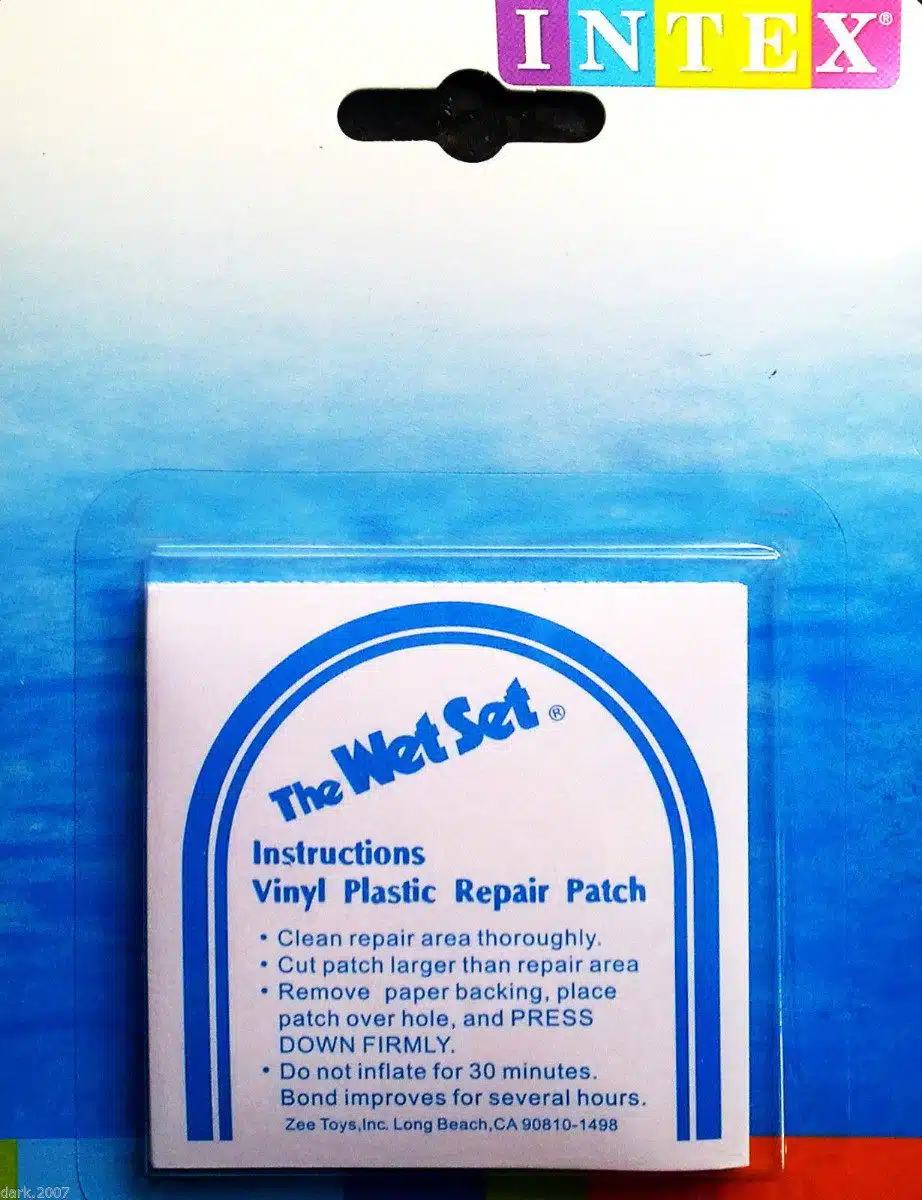 INTEX®
The Wet Set ®
Instructions
Vinyl Plastic Repair Patch
• Clean repair area thoroughly.
• Cut patch larger than repair area
• Remove paper backing, place
patch over hole, and PRESS
DOWN FIRMLY.
• Do not inflate for 30 minutes.
Bond improves for several hours.
Zee Toys,Inc. Long Beach,CA 90810-1498
dark.2007